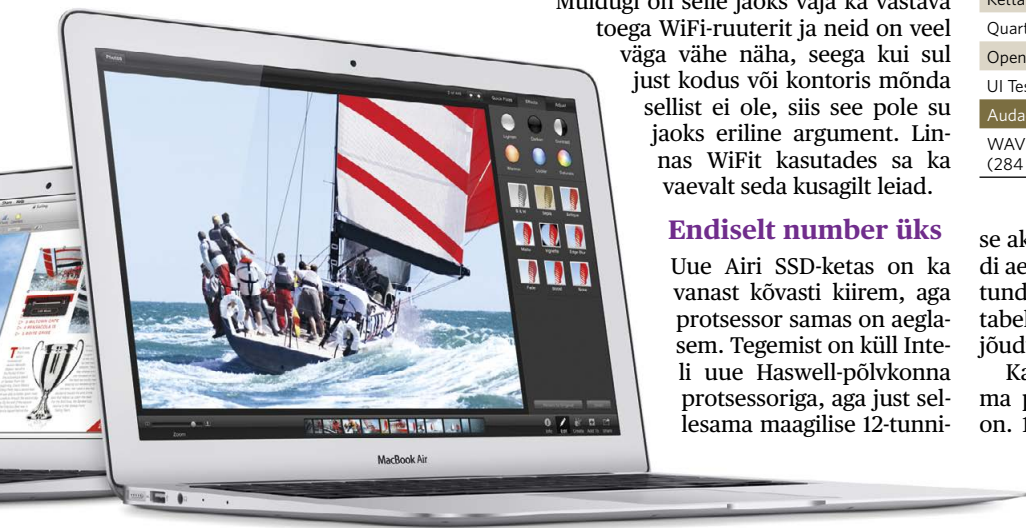 Muidugi on selle jaoks vaja ka vastava
toega WiFi-ruuterit ja neid on veel
väga vähe näha, seega kui sul
just kodus või kontoris mõnda
sellist ei ole, siis see pole su
jaoks eriline argument. Lin-
nas WiFit kasutades sa ka
vaevalt seda kusagilt leiad.
Endiselt number üks
Uue Airi SSD-ketas on ka
vanast kõvasti kiirem, aga
protsessor samas on aegla-
sem. Tegemist on küll Inte-
li uue Haswell-põlvkonna
protsessoriga, aga just sel-
lesama maagilise 12-tunni-
Quart
Open
UI Tes
Auda
WAV
(284
se ak
di ae
tund
tabel
jõudl
Ka
ma p
on. 1
Effects
Adjust
Zoom
Edit
MacBook Air